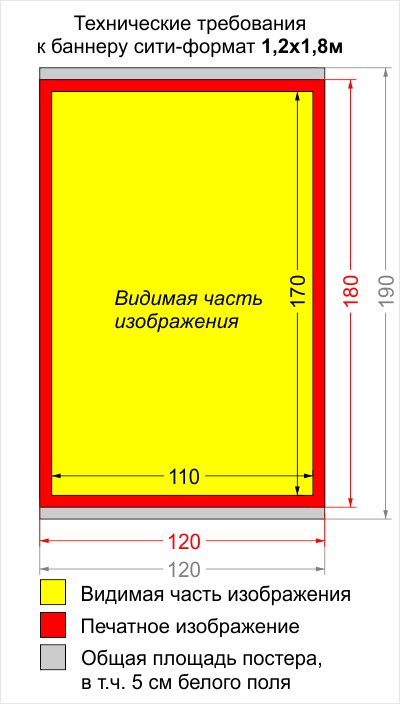 Технические требования
к баннеру сити-формат 1,2х1,8м
Видимая часть
изображения
170
180
190
110
120
120
Видимая часть изображения
Печатное изображение
Общая площадь постера,
в т.ч. 5 см белого поля